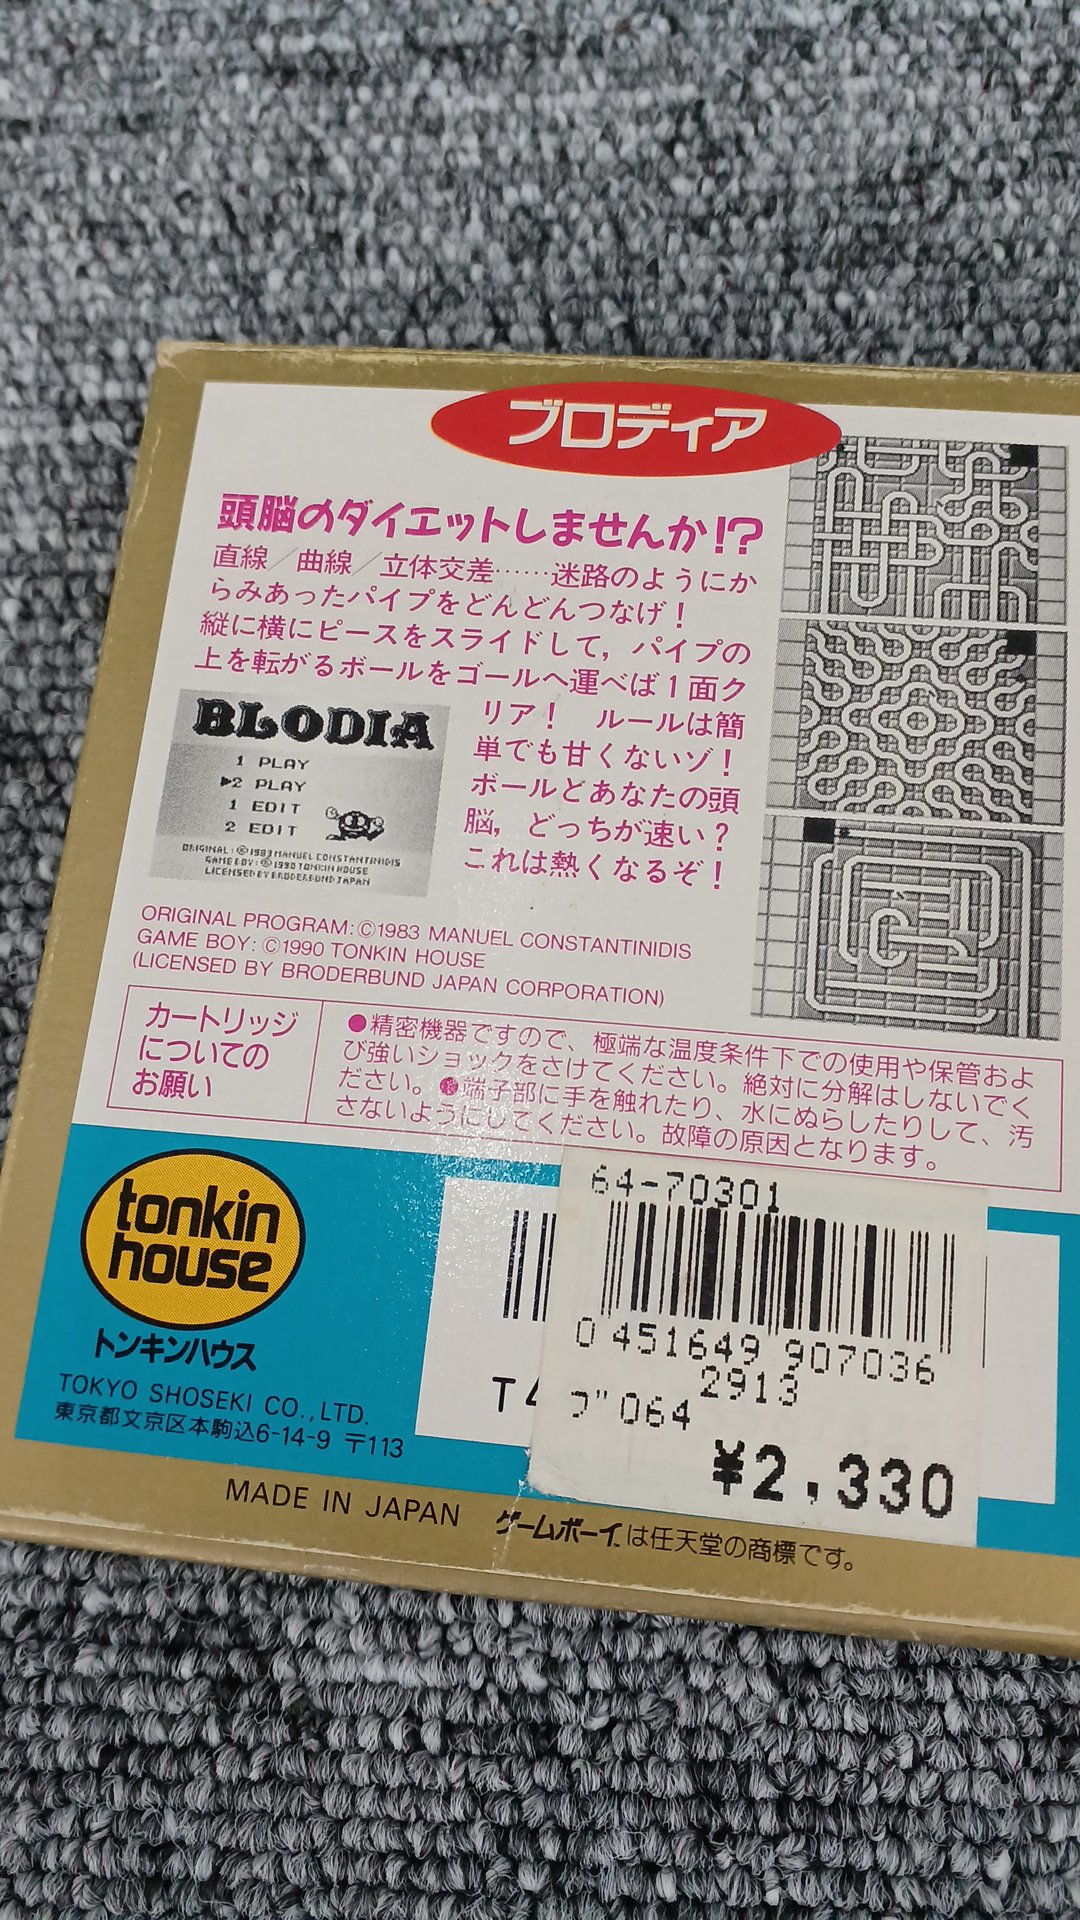 ブロディア
頭脳のダイエットしませんか!?
直線／曲線／立体交差……迷路のようにか
らみあったパイプをどんどんつなげ！
縦に横にピースをスライドして，パイプの
上を転がるボールをゴールへ運べば１面ク
リア！　ルールは簡
単でも甘くないゾ！
ボールとあなたの頭
脳，どっちが速い？
これは熱くなるぞ！
BLODIA
1 PLAY
▶2 PLAY
1 EDIT
2 EDIT
ORIGINAL:©1983 MANUEL CONSTANTINIDIS
GAME BOY:©1990 TONKIN HOUSE
LICENSED BY BRODERBUND JAPAN
ORIGINAL PROGRAM:©1983 MANUEL CONSTANTINIDIS
GAME BOY: ©1990 TONKIN HOUSE
(LICENSED BY BRODERBUND JAPAN CORPORATION)
カートリッジ
についての
お願い
●精密機器ですので、極端な温度条件下での使用や保管およ
び強いショックをさけてください。絶対に分解はしないでく
ださい。●端子部に手を触れたり、水にぬらしたりして、汚
さないようにしてください。故障の原因となります。
tonkin
house
トンキンハウス
TOKYO SHOSEKI CO.,LTD.
東京都文京区本駒込6-14-9 〒113
T4
64-70301
0 451649 907036
2913
ワ"064
¥2,330
MADE IN JAPAN
ゲームボーイは任天堂の商標です。